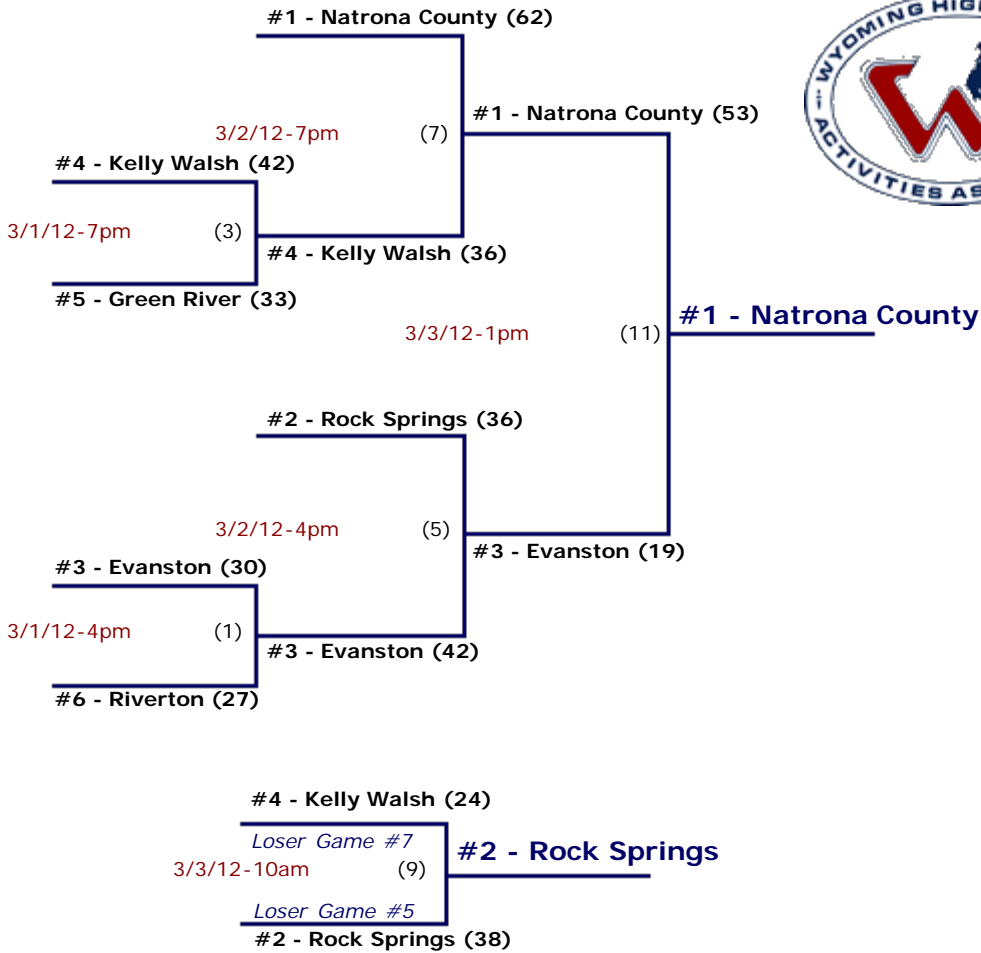 #1 - Natrona County (62)
WYOMING HIGH
ACTIVITIES AS
#1 - Natrona County (53)
3/2/12-7pm (7)
#4 - Kelly Walsh (42)
3/1/12-7pm (3)
#4 - Kelly Walsh (36)
#5 - Green River (33)
#1 - Natrona County
3/3/12-1pm (11)
#2 - Rock Springs (36)
3/2/12-4pm (5)
#3 - Evanston (19)
#3 - Evanston (30)
3/1/12-4pm (1)
#3 - Evanston (42)
#6 - Riverton (27)
#4 - Kelly Walsh (24)
Loser Game #7
#2 - Rock Springs
3/3/12-10am (9)
Loser Game #5
#2 - Rock Springs (38)